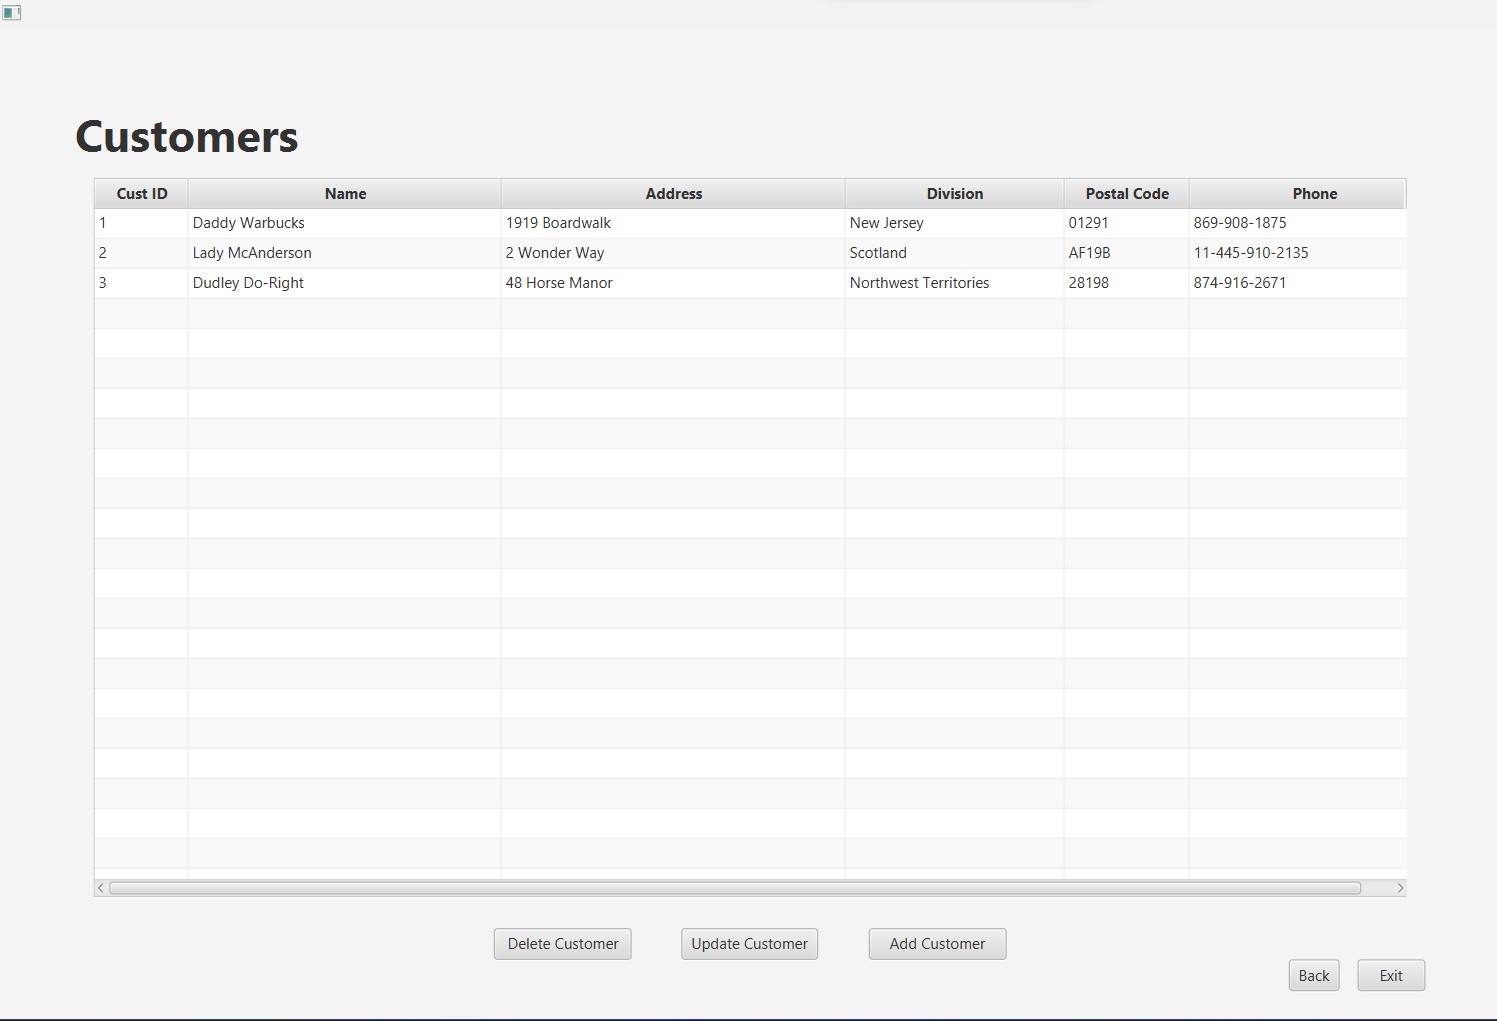 Customers
Cust ID Name Address Division Postal Code Phone
1 Daddy Warbucks 1919 Boardwalk New Jersey 01291 869-908-1875
2 Lady McAnderson 2 Wonder Way Scotland AF19B 11-445-910-2135
3 Dudley Do-Right 48 Horse Manor Northwest Territories 28198 874-916-2671
Delete Customer Update Customer Add Customer
Back Exit